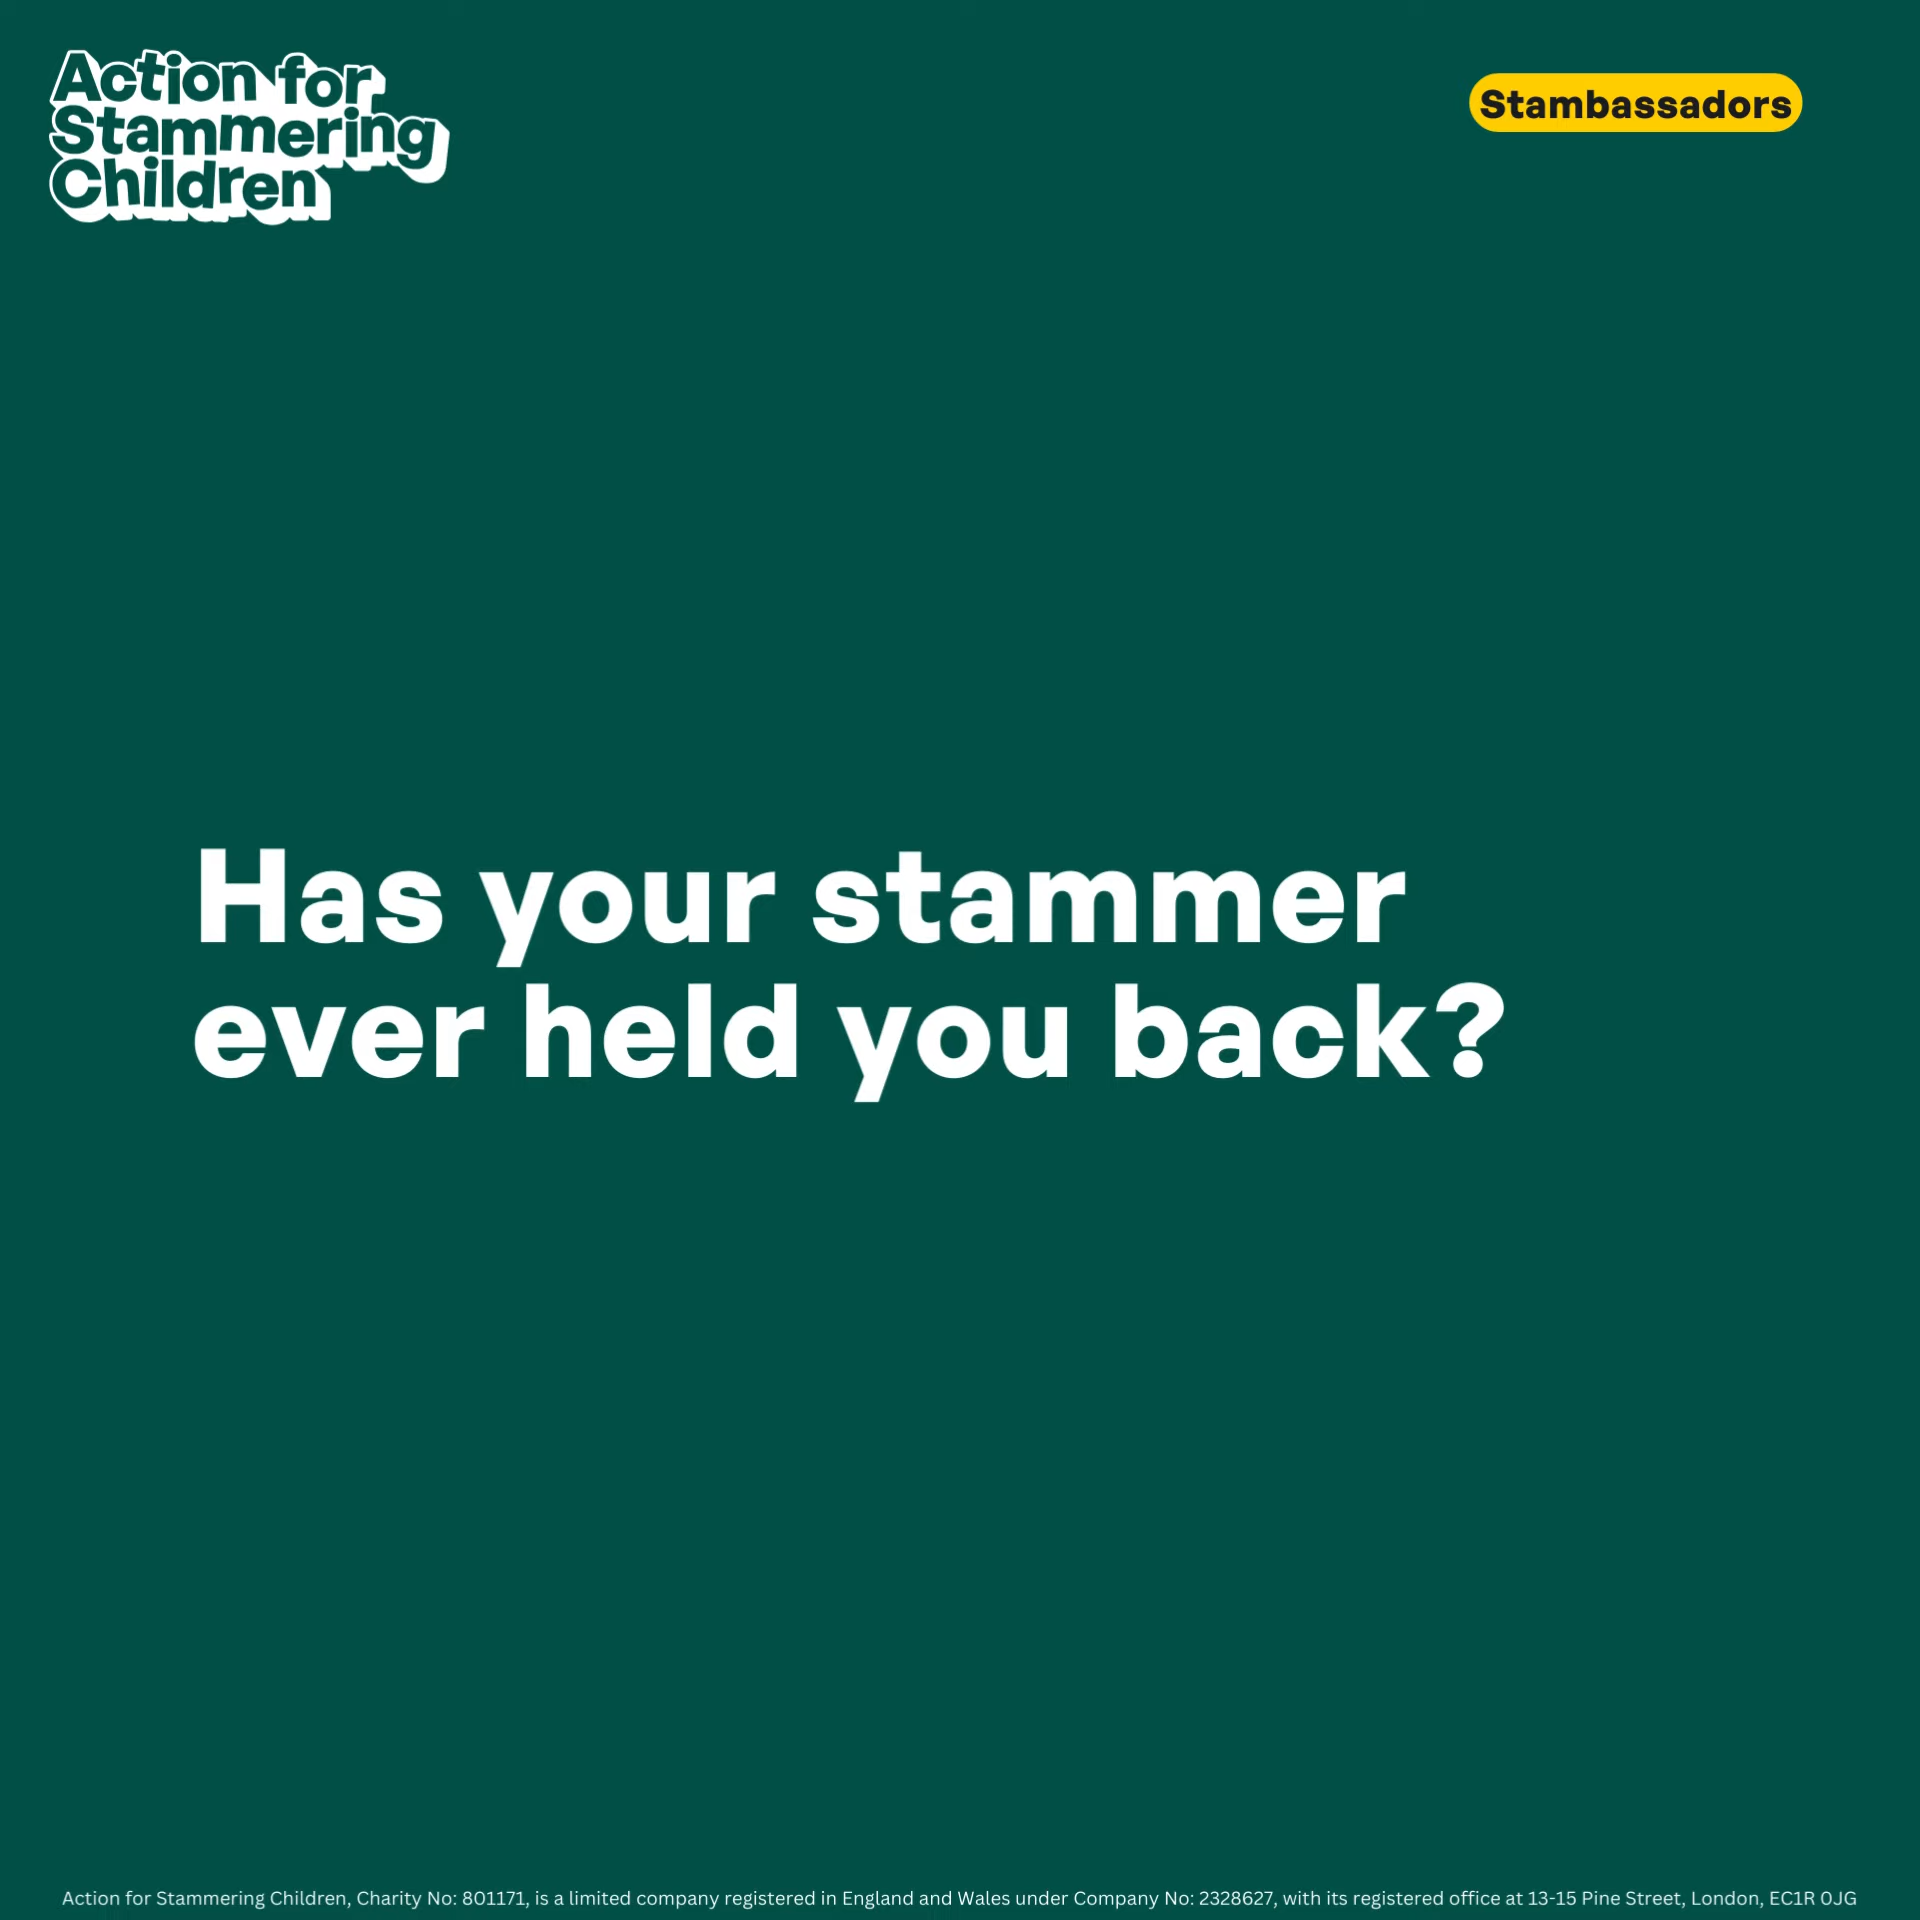 Action for
Stammering
Children
Stambassadors
Has your stammer
ever held you back?
Action for Stammering Children, Charity No: 801171, is a limited company registered in England and Wales under Company No: 2328627, with its registered office at 13-15 Pine Street, London, EC1R 0JG